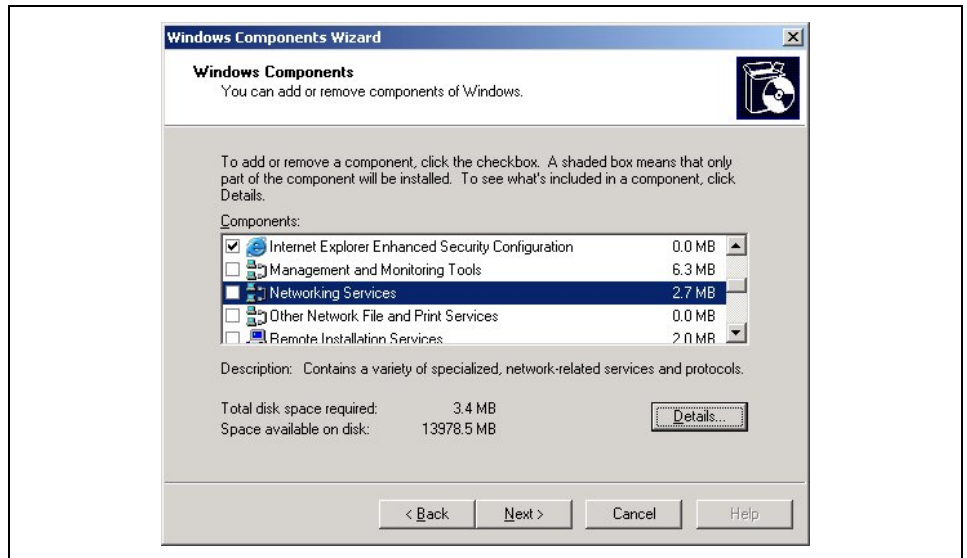 Windows Components Wizard
Windows Components
You can add or remove components of Windows.
To add or remove a component, click the checkbox. A shaded box means that only
part of the component will be installed. To see what's included in a component, click
Details.
Components:
Internet Explorer Enhanced Security Configuration 0.0 MB
Management and Monitoring Tools 6.3 MB
Networking Services 2.7 MB
Other Network File and Print Services 0.0 MB
Remote Installation Services 2.0 MB
Description: Contains a variety of specialized, network-related services and protocols.
Total disk space required: 3.4 MB
Space available on disk: 13978.5 MB
Details...
< Back Next > Cancel Help